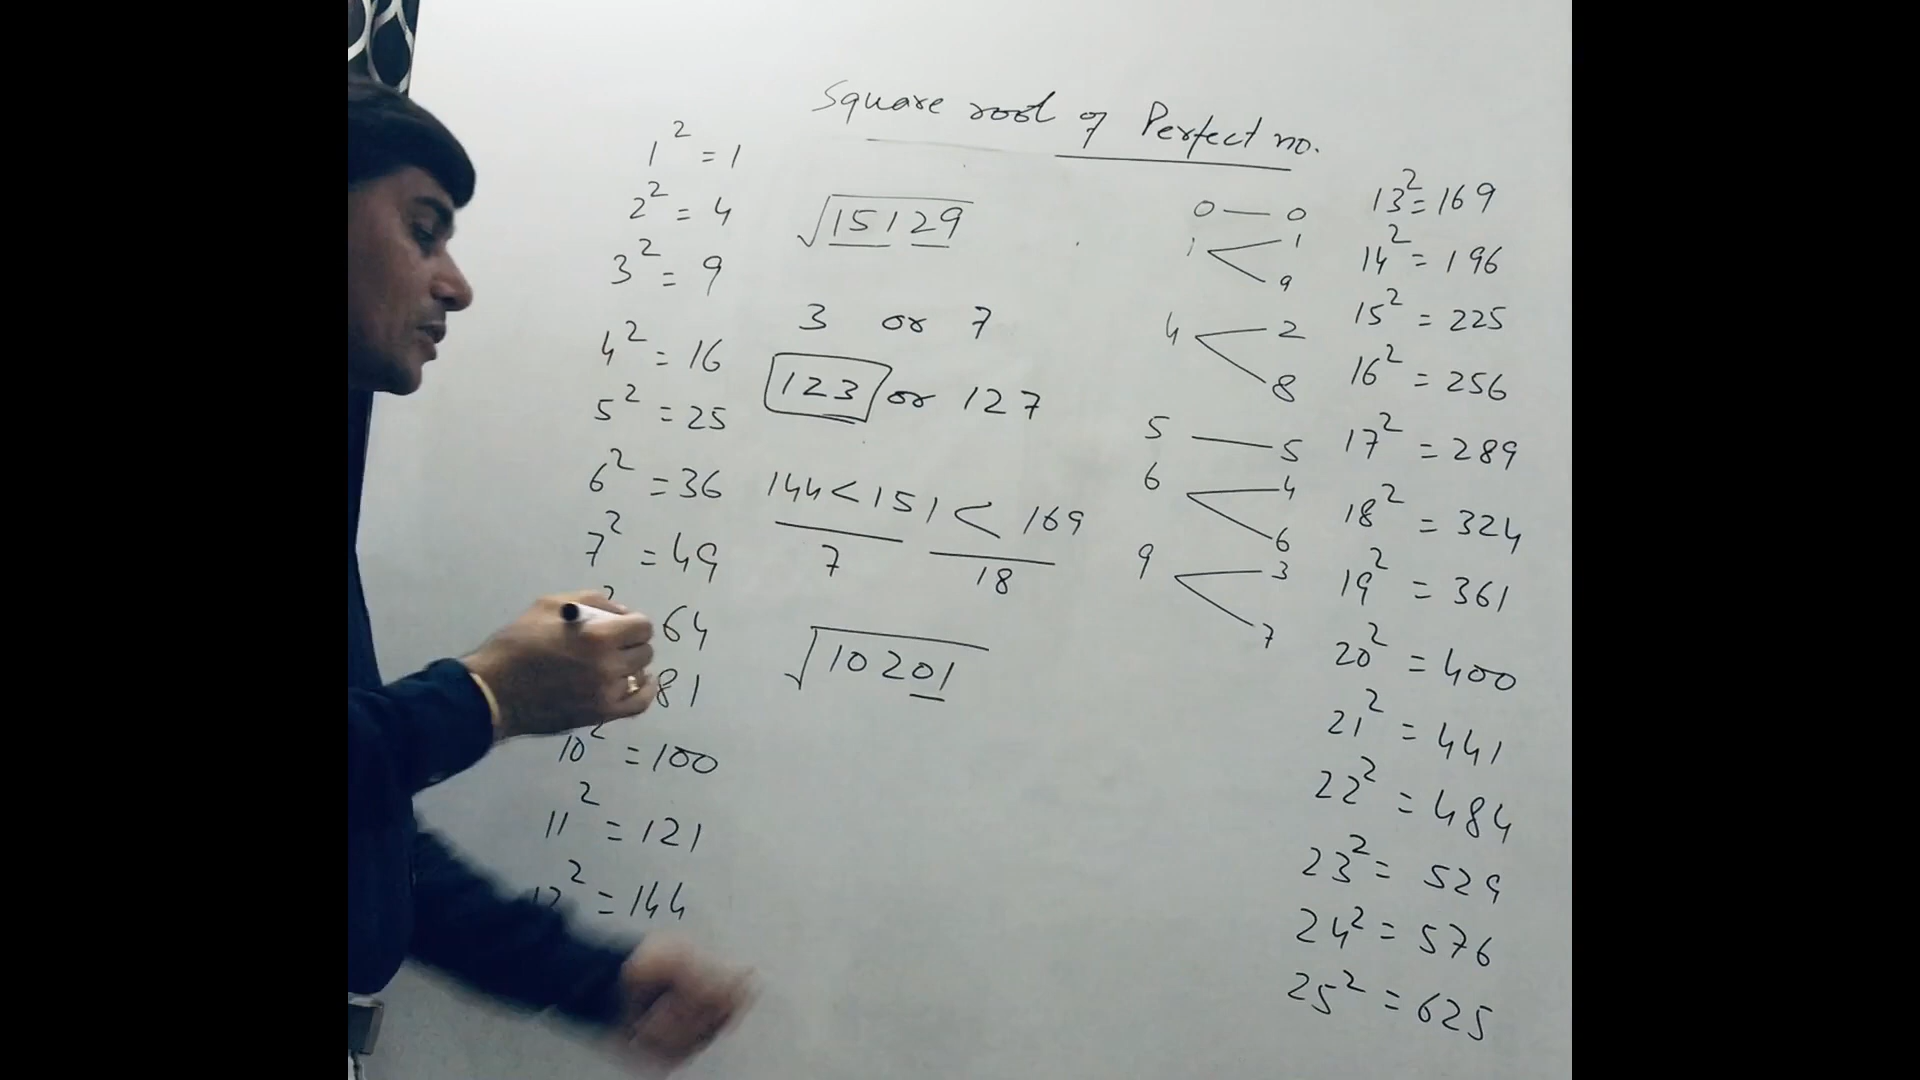 Square root of Perfect no.
1² = 1
2² = 4
3² = 9
4² = 16
5² = 25
6² = 36
7² = 49
64
81
10² = 100
11² = 121
12² = 144
√15129
3 or 7
123 or 127
144 < 151 < 169
7 18
√10201
0 — 0
1 < 1
9
4 < 2
8
5 — 5
6 < 4
6
9 < 3
7
13² = 169
14² = 196
15² = 225
16² = 256
17² = 289
18² = 324
19² = 361
20² = 400
21² = 441
22² = 484
23² = 529
24² = 576
25² = 625